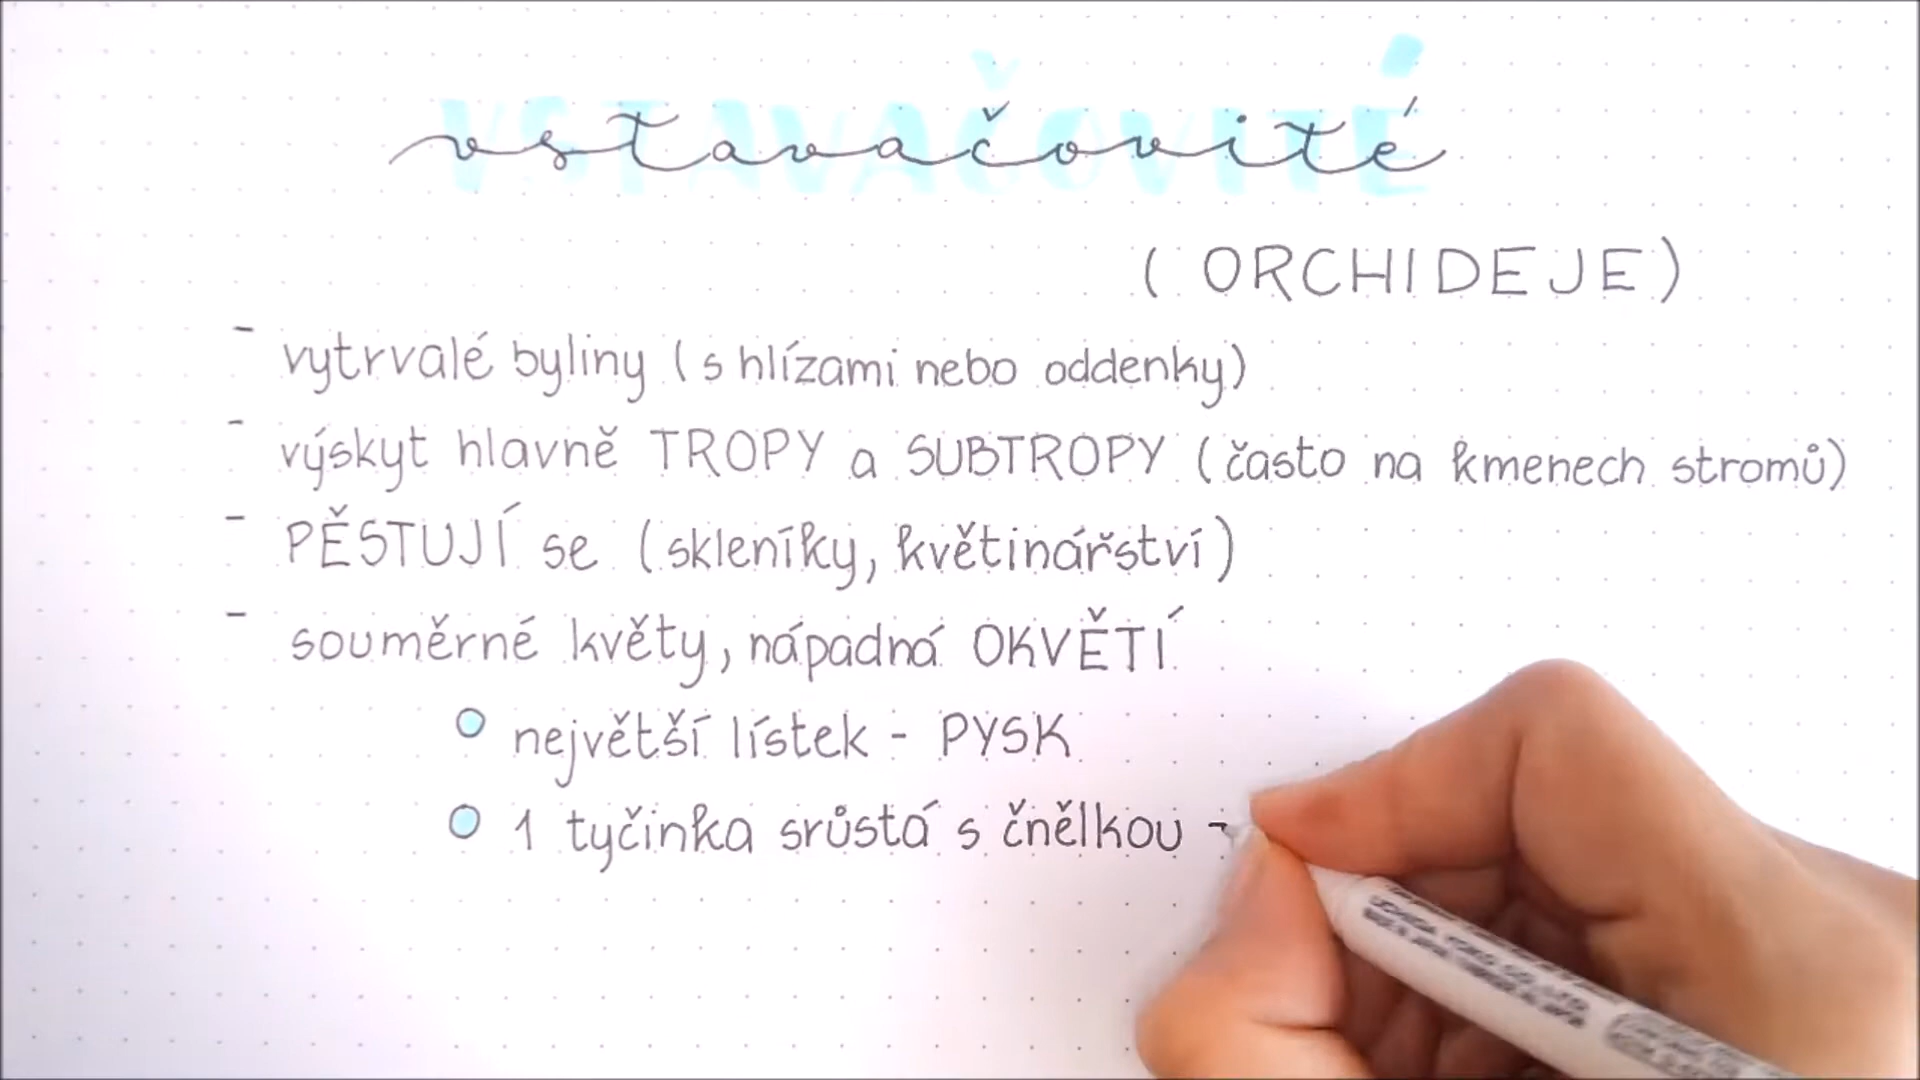 VSTAVAČOVITÉ
vstavačovité
(ORCHIDEJE)
- vytrvalé byliny (s hlízami nebo oddenky)
- výskyt hlavně TROPY a SUBTROPY (často na kmenech stromů)
- PĚSTUJÍ se (skleníky, květinářství)
- souměrné květy, nápadná OKVĚTÍ
největší lístek - PYSK
1 tyčinka srůstá s čnělkou -